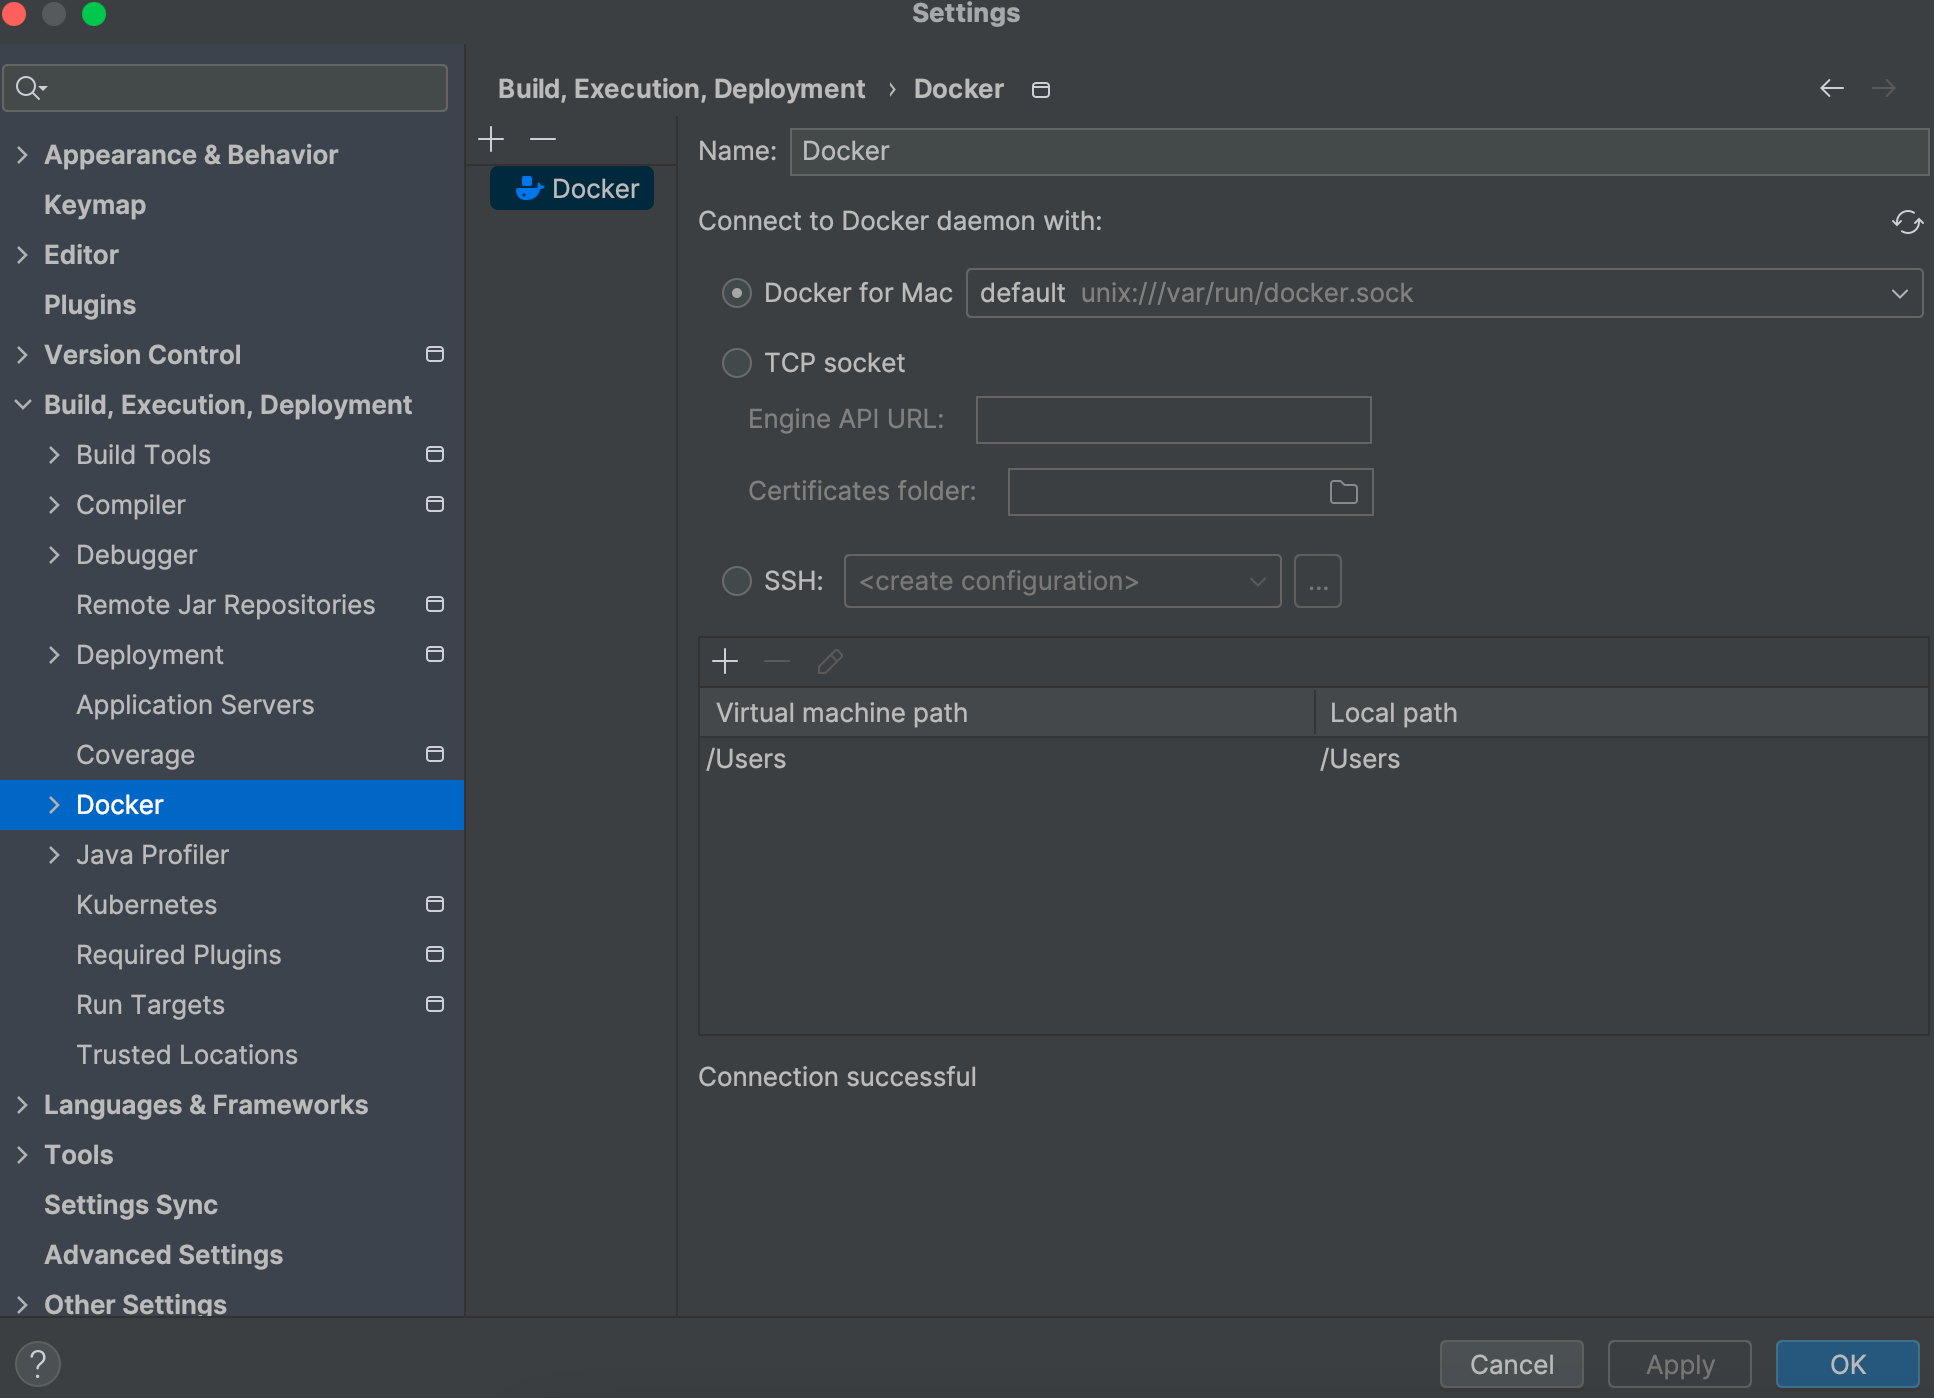 Settings
Appearance & Behavior
Keymap
Editor
Plugins
Version Control
Build, Execution, Deployment
Build Tools
Compiler
Debugger
Remote Jar Repositories
Deployment
Application Servers
Coverage
Docker
Java Profiler
Kubernetes
Required Plugins
Run Targets
Trusted Locations
Languages & Frameworks
Tools
Settings Sync
Advanced Settings
Other Settings
?
Build, Execution, Deployment › Docker
Docker
Name: Docker
Connect to Docker daemon with:
Docker for Mac default unix:///var/run/docker.sock
TCP socket
Engine API URL:
Certificates folder:
SSH: <create configuration> ...
Virtual machine path Local path
/Users /Users
Connection successful
Cancel Apply OK